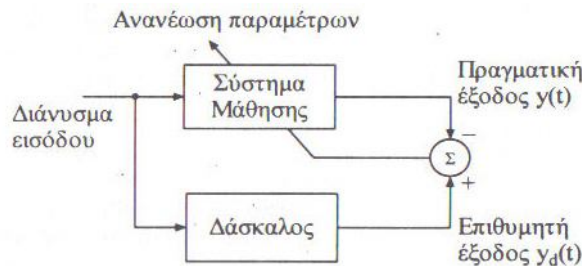 Ανανέωση παραμέτρων
Σύστημα
Μάθησης
Πραγματική
έξοδος y(t)
Διάνυσμα
εισόδου
−
Σ
+
Δάσκαλος
Επιθυμητή
έξοδος y_d(t)